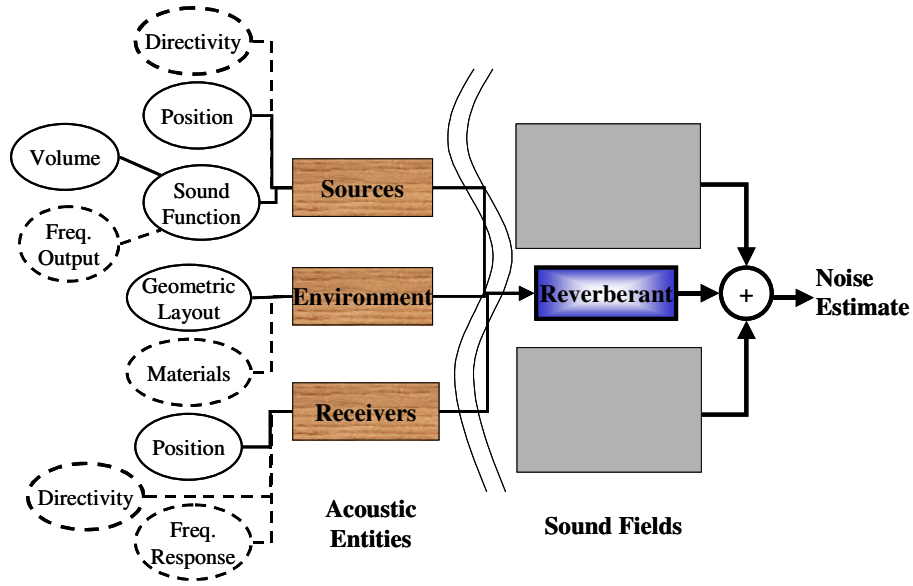 Directivity
Position
Volume
Sound
Function
Freq.
Output
Sources
Geometric
Layout
Environment
Materials
Receivers
Position
Directivity
Freq.
Response
Acoustic
Entities
Reverberant
+
Noise
Estimate
Sound Fields